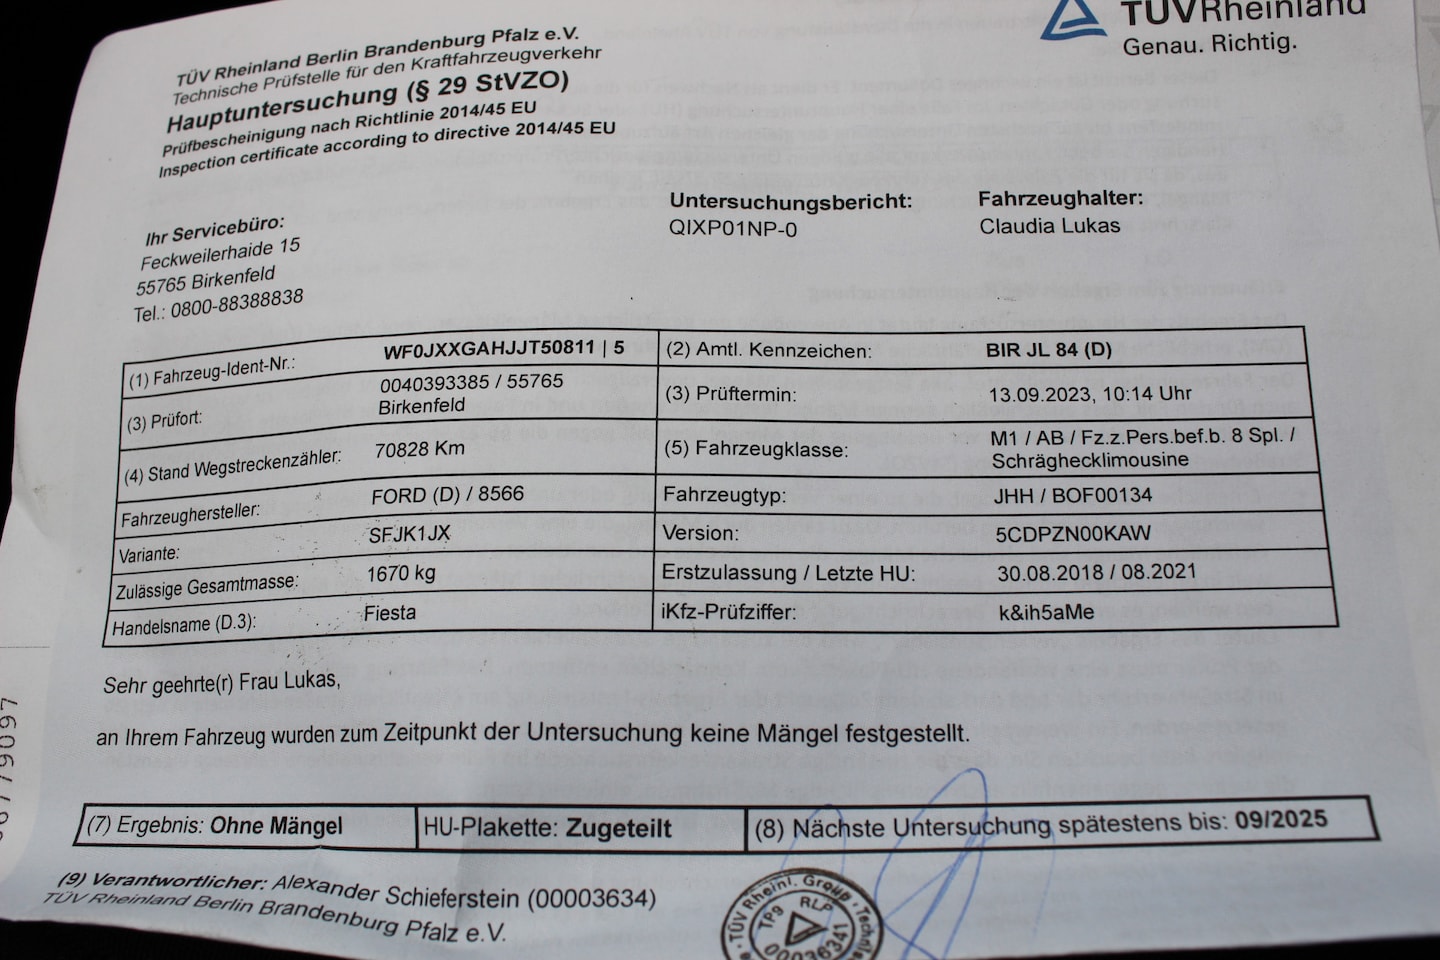 TÜV Rheinland Berlin Brandenburg Pfalz e.V.
Technische Prüfstelle für den Kraftfahrzeugverkehr
Hauptuntersuchung (§ 29 StVZO)
Prüfbescheinigung nach Richtlinie 2014/45 EU
Inspection certificate according to directive 2014/45 EU
TÜVRheinland
Genau. Richtig.
Ihr Servicebüro:
Feckweilerhaide 15
55765 Birkenfeld
Tel.: 0800-88388838
Untersuchungsbericht:
QIXP01NP-0
Fahrzeughalter:
Claudia Lukas
(1) Fahrzeug-Ident-Nr.: WF0JXXGAHJJT50811 | 5 (2) Amtl. Kennzeichen: BIR JL 84 (D)
(3) Prüfort: 0040393385 / 55765 Birkenfeld (3) Prüftermin: 13.09.2023, 10:14 Uhr
(4) Stand Wegstreckenzähler: 70828 Km (5) Fahrzeugklasse: M1 / AB / Fz.z.Pers.bef.b. 8 Spl. / Schräghecklimousine
Fahrzeughersteller: FORD (D) / 8566 Fahrzeugtyp: JHH / BOF00134
Variante: SFJK1JX Version: 5CDPZN00KAW
Zulässige Gesamtmasse: 1670 kg Erstzulassung / Letzte HU: 30.08.2018 / 08.2021
Handelsname (D.3): Fiesta iKfz-Prüfziffer: k&ih5aMe
Sehr geehrte(r) Frau Lukas,
an Ihrem Fahrzeug wurden zum Zeitpunkt der Untersuchung keine Mängel festgestellt.
(7) Ergebnis: Ohne Mängel HU-Plakette: Zugeteilt (8) Nächste Untersuchung spätestens bis: 09/2025
(9) Verantwortlicher: Alexander Schieferstein (00003634)
TÜV Rheinland Berlin Brandenburg Pfalz e.V.
TÜV Rheinl. Group
TPg RLP
00036341